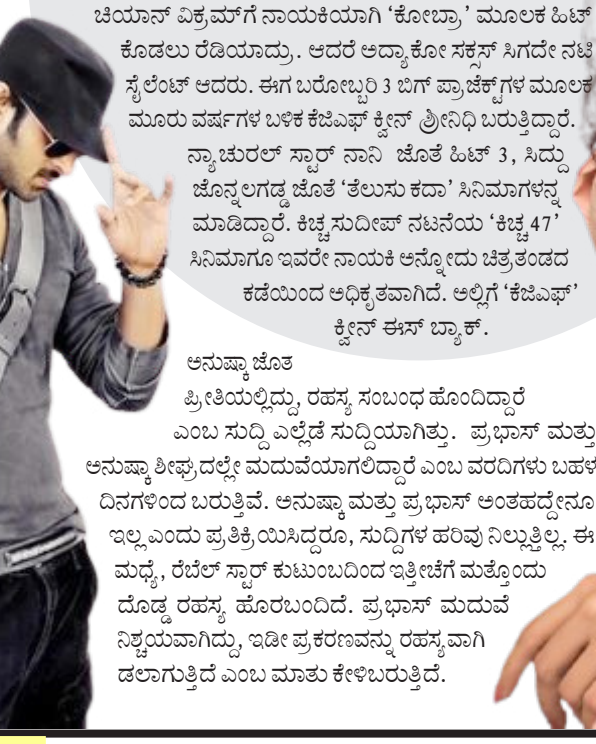 ಚಿಯಾನ್ ವಿಕ್ರಮ್‌ಗೆ ನಾಯಕಿಯಾಗಿ ‘ಕೋಬ್ರಾ’ ಮೂಲಕ ಹಿಟ್
ಕೊಡಲು ರೆಡಿಯಾದ್ರು. ಆದರೆ ಅದ್ಯಾಕೋ ಸಕ್ಸಸ್ ಸಿಗದೇ ನಟಿ
ಸೈಲೆಂಟ್ ಆದರು. ಈಗ ಬರೋಬ್ಬರಿ 3 ಬಿಗ್ ಪ್ರಾಜೆಕ್ಟ್‌ಗಳ ಮೂಲಕ
ಮೂರು ವರ್ಷಗಳ ಬಳಿಕ ಕೆಜಿಎಫ್ ಕ್ವೀನ್ ಶ್ರೀನಿಧಿ ಬರುತ್ತಿದ್ದಾರೆ.
ನ್ಯಾಚುರಲ್ ಸ್ಟಾರ್ ನಾನಿ ಜೊತೆ ಹಿಟ್ 3, ಸಿದ್ದು
ಜೊನ್ನಲಗಡ್ಡ ಜೊತೆ ‘ತೆಲುಸು ಕದಾ’ ಸಿನಿಮಾಗಳನ್ನ
ಮಾಡಿದ್ದಾರೆ. ಕಿಚ್ಚ ಸುದೀಪ್ ನಟನೆಯ ‘ಕಿಚ್ಚ 47’
ಸಿನಿಮಾಗೂ ಇವರೇ ನಾಯಕಿ ಅನ್ನೋದು ಚಿತ್ರತಂಡದ
ಕಡೆಯಿಂದ ಅಧಿಕೃತವಾಗಿದೆ. ಅಲ್ಲಿಗೆ ‘ಕೆಜಿಎಫ್’
ಕ್ವೀನ್ ಈಸ್ ಬ್ಯಾಕ್.
ಅನುಷ್ಕಾ ಜೊತ
ಪ್ರೀತಿಯಲ್ಲಿದ್ದು, ರಹಸ್ಯ ಸಂಬಂಧ ಹೊಂದಿದ್ದಾರೆ
ಎಂಬ ಸುದ್ದಿ ಎಲ್ಲೆಡೆ ಸುದ್ದಿಯಾಗಿತ್ತು. ಪ್ರಭಾಸ್ ಮತ್ತು
ಅನುಷ್ಕಾ ಶೀಘ್ರದಲ್ಲೇ ಮದುವೆಯಾಗಲಿದ್ದಾರೆ ಎಂಬ ವರದಿಗಳು ಬಹಳ
ದಿನಗಳಿಂದ ಬರುತ್ತಿವೆ. ಅನುಷ್ಕಾ ಮತ್ತು ಪ್ರಭಾಸ್ ಅಂತಹದ್ದೇನೂ
ಇಲ್ಲ ಎಂದು ಪ್ರತಿಕ್ರಿಯಿಸಿದ್ದರೂ, ಸುದ್ದಿಗಳ ಹರಿವು ನಿಲ್ಲುತ್ತಿಲ್ಲ. ಈ
ಮಧ್ಯೆ, ರೆಬೆಲ್ ಸ್ಟಾರ್ ಕುಟುಂಬದಿಂದ ಇತ್ತೀಚೆಗೆ ಮತ್ತೊಂದು
ದೊಡ್ಡ ರಹಸ್ಯ ಹೊರಬಂದಿದೆ. ಪ್ರಭಾಸ್ ಮದುವೆ
ನಿಶ್ಚಯವಾಗಿದ್ದು, ಇಡೀ ಪ್ರಕರಣವನ್ನು ರಹಸ್ಯವಾಗಿ
ಡಲಾಗುತ್ತಿದೆ ಎಂಬ ಮಾತು ಕೇಳಿಬರುತ್ತಿದೆ.